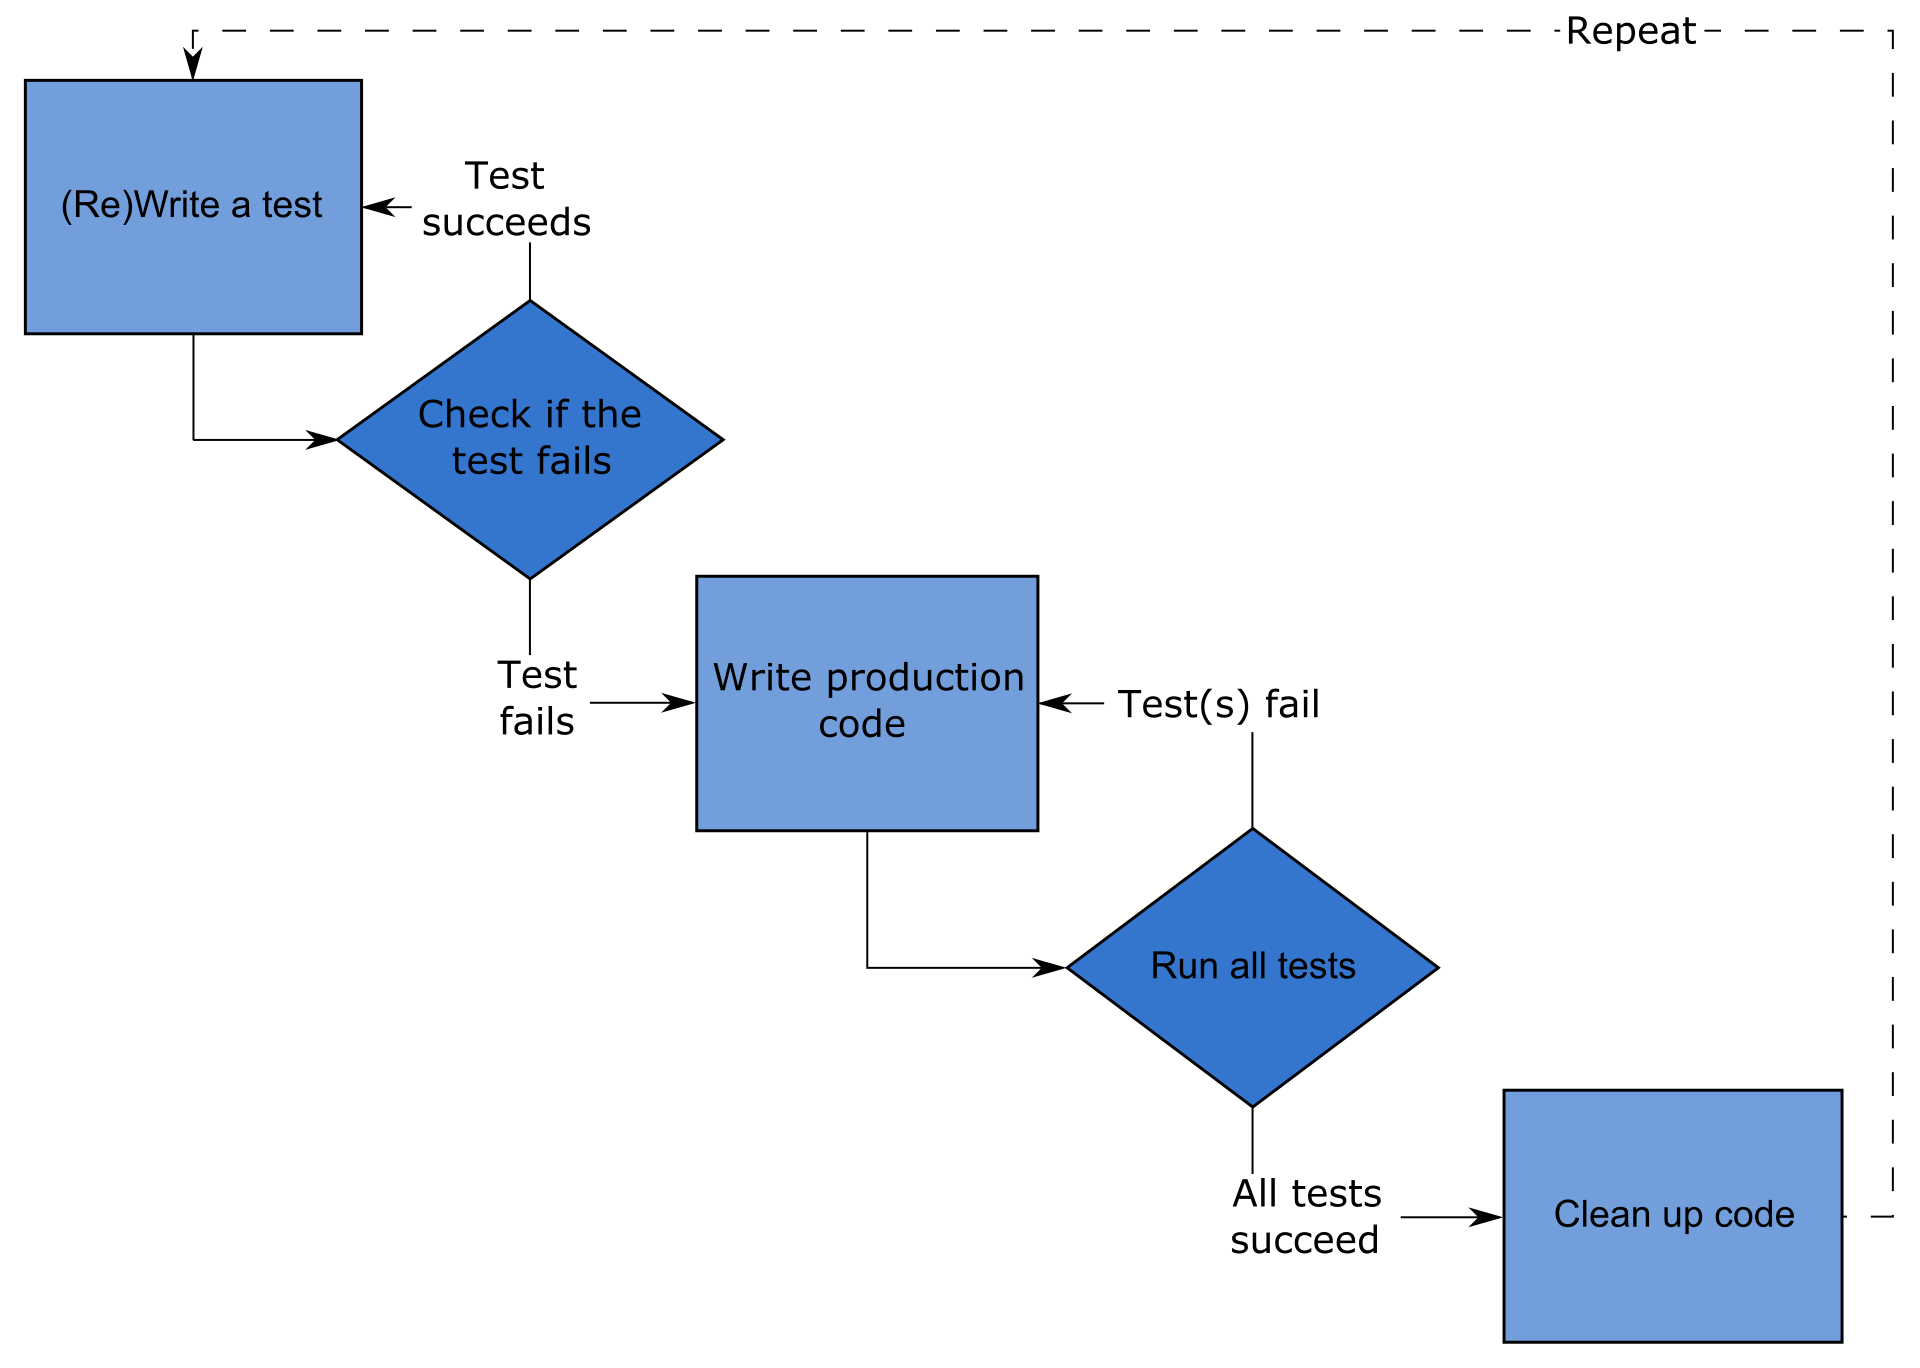 Repeat
(Re)Write a test
Test
succeeds
Check if the
test fails
Test
fails
Write production
code
Test(s) fail
Run all tests
All tests
succeed
Clean up code